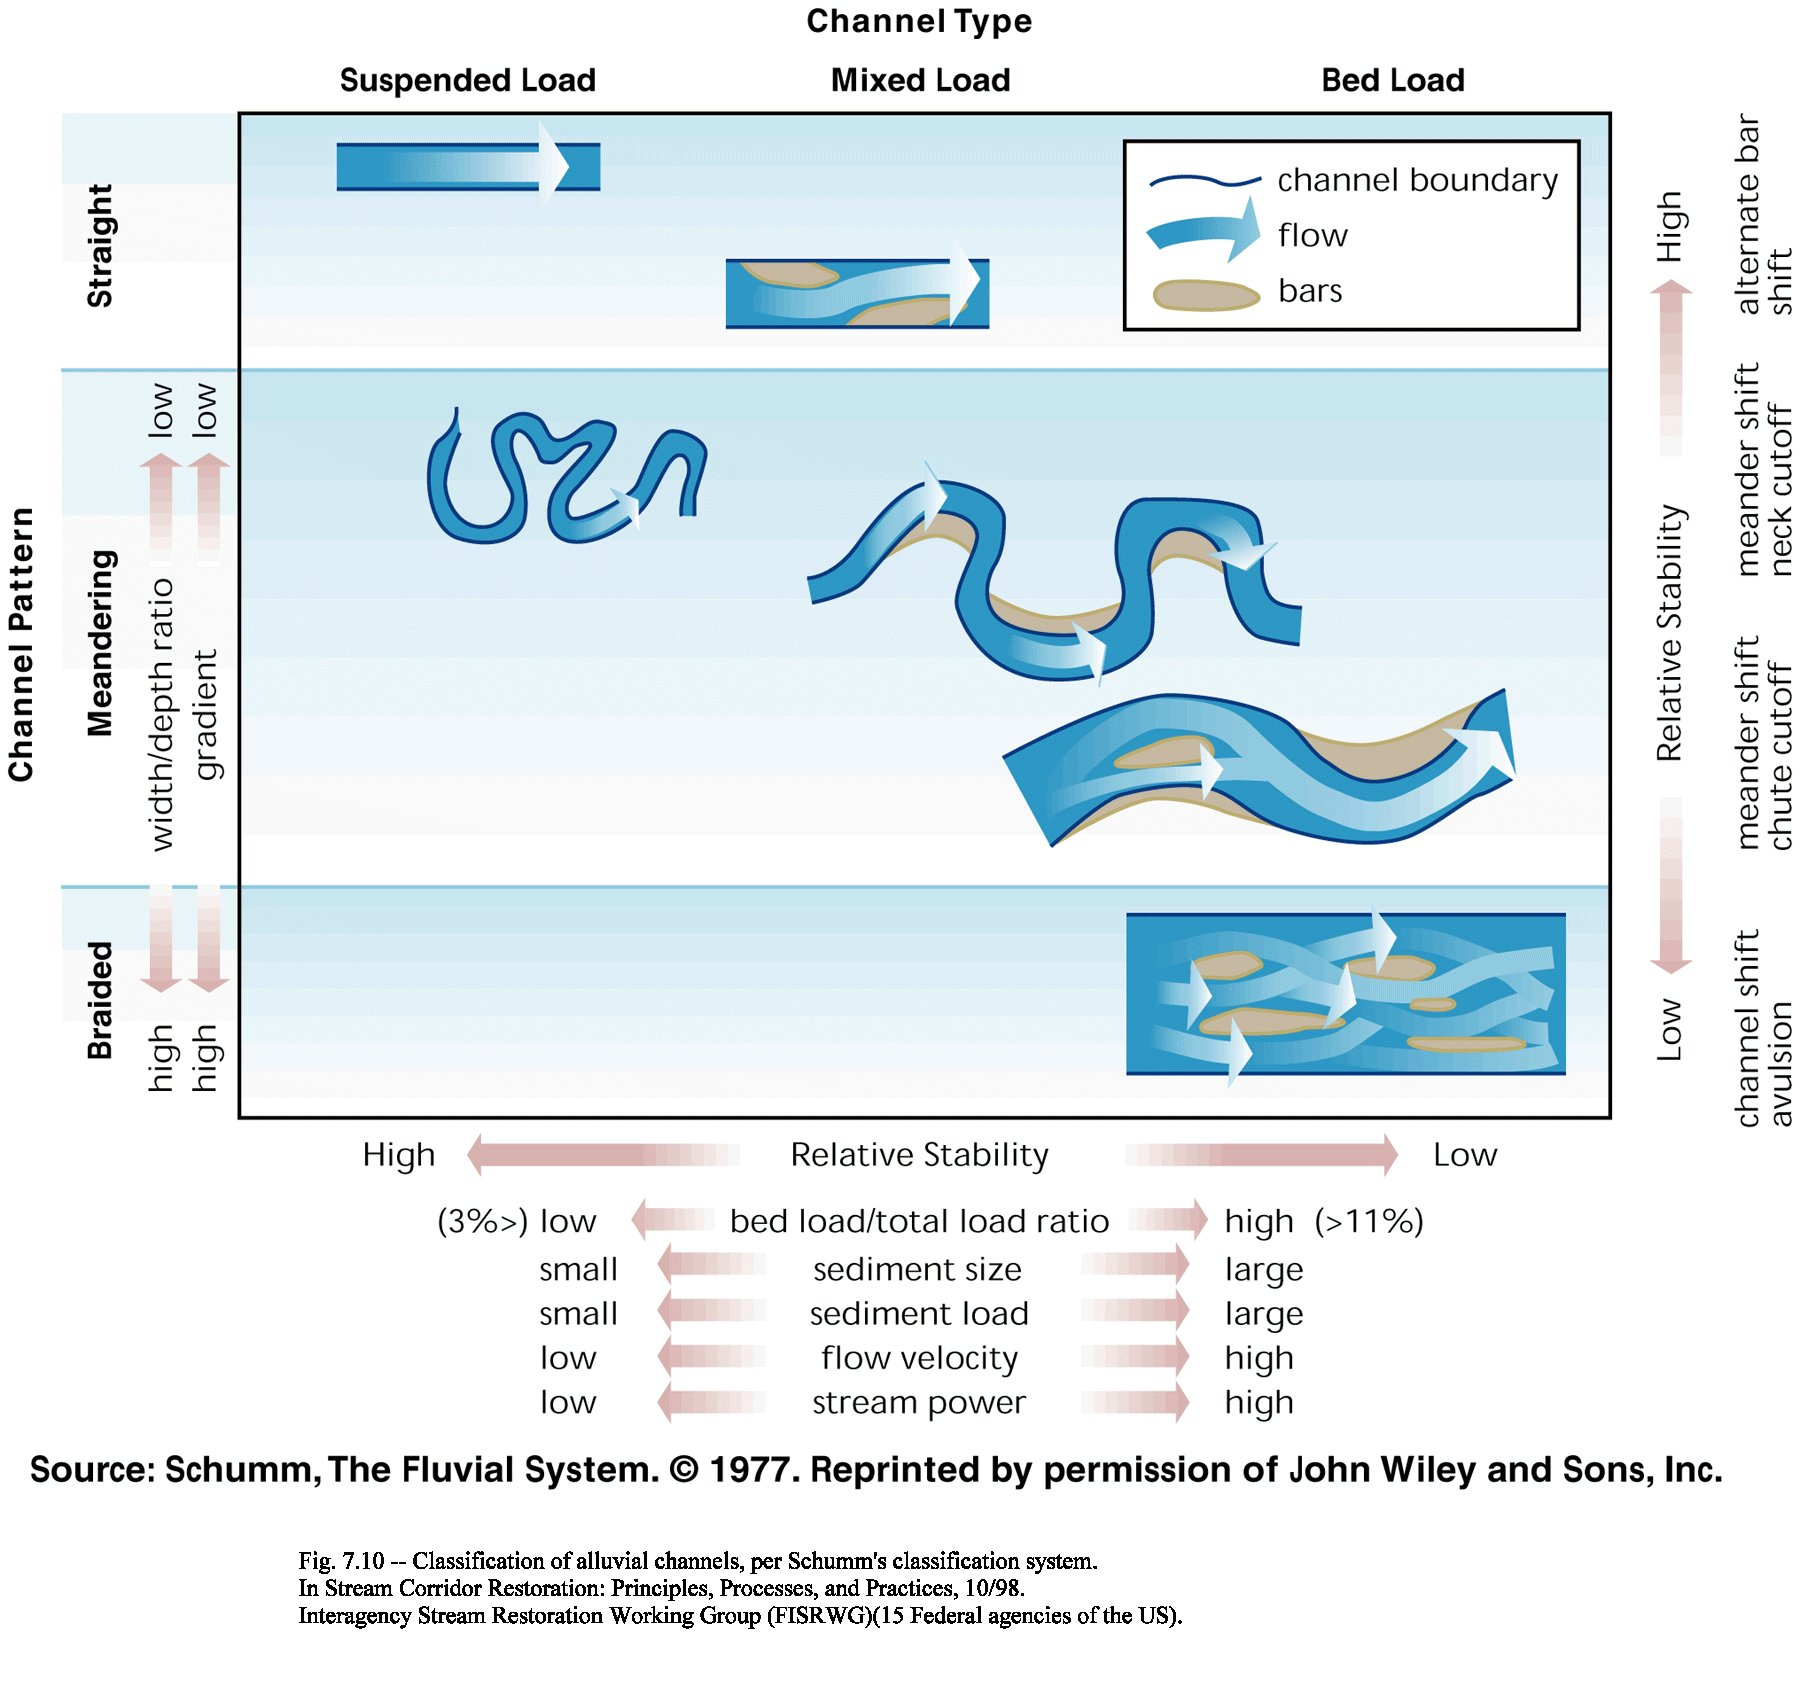 Channel Type
Suspended Load
Mixed Load
Bed Load
channel boundary
flow
bars
Channel Pattern
Straight
Meandering
Braided
low
low
width/depth ratio
gradient
high
high
High
Relative Stability
Low
alternate bar
shift
meander shift
neck cutoff
meander shift
chute cutoff
channel shift
avulsion
High Relative Stability Low
(3%>) low bed load/total load ratio high (>11%)
small sediment size large
small sediment load large
low flow velocity high
low stream power high
Source: Schumm, The Fluvial System. © 1977. Reprinted by permission of John Wiley and Sons, Inc.
Fig. 7.10 -- Classification of alluvial channels, per Schumm's classification system.
In Stream Corridor Restoration: Principles, Processes, and Practices, 10/98.
Interagency Stream Restoration Working Group (FISRWG)(15 Federal agencies of the US).